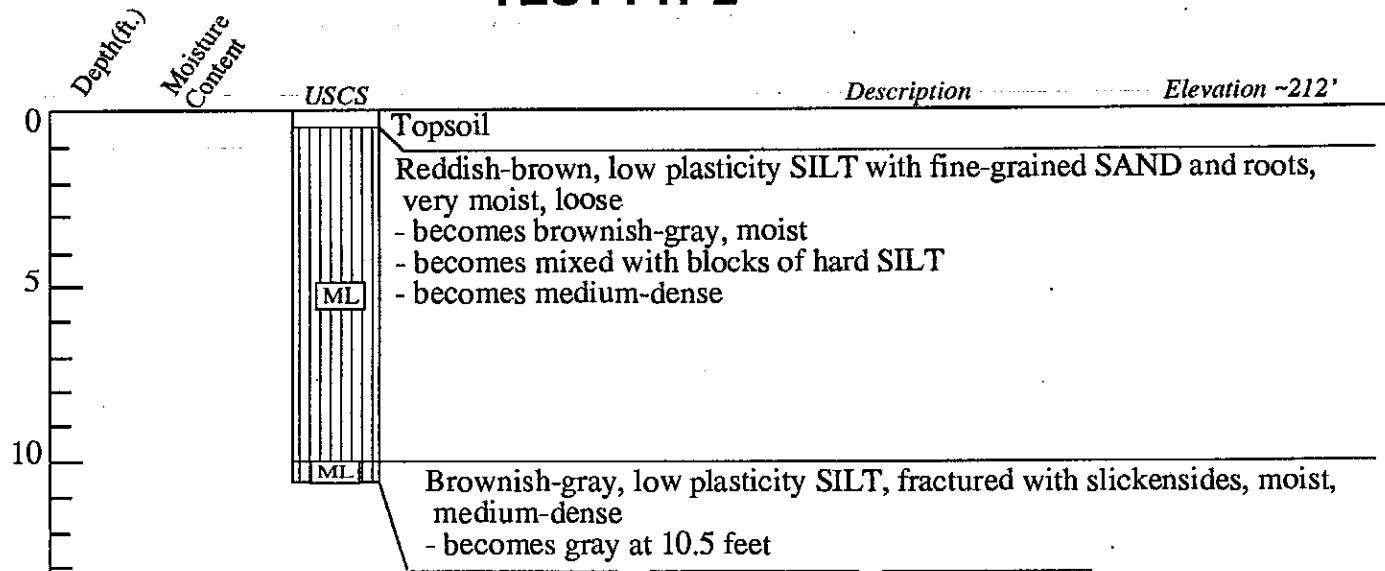 TEST PIT 2
Depth(ft.)
Moisture
Content
USCS
Description
Elevation ~212'
0
Topsoil
Reddish-brown, low plasticity SILT with fine-grained SAND and roots,
very moist, loose
- becomes brownish-gray, moist
- becomes mixed with blocks of hard SILT
5
ML
- becomes medium-dense
10
ML
Brownish-gray, low plasticity SILT, fractured with slickensides, moist,
medium-dense
- becomes gray at 10.5 feet